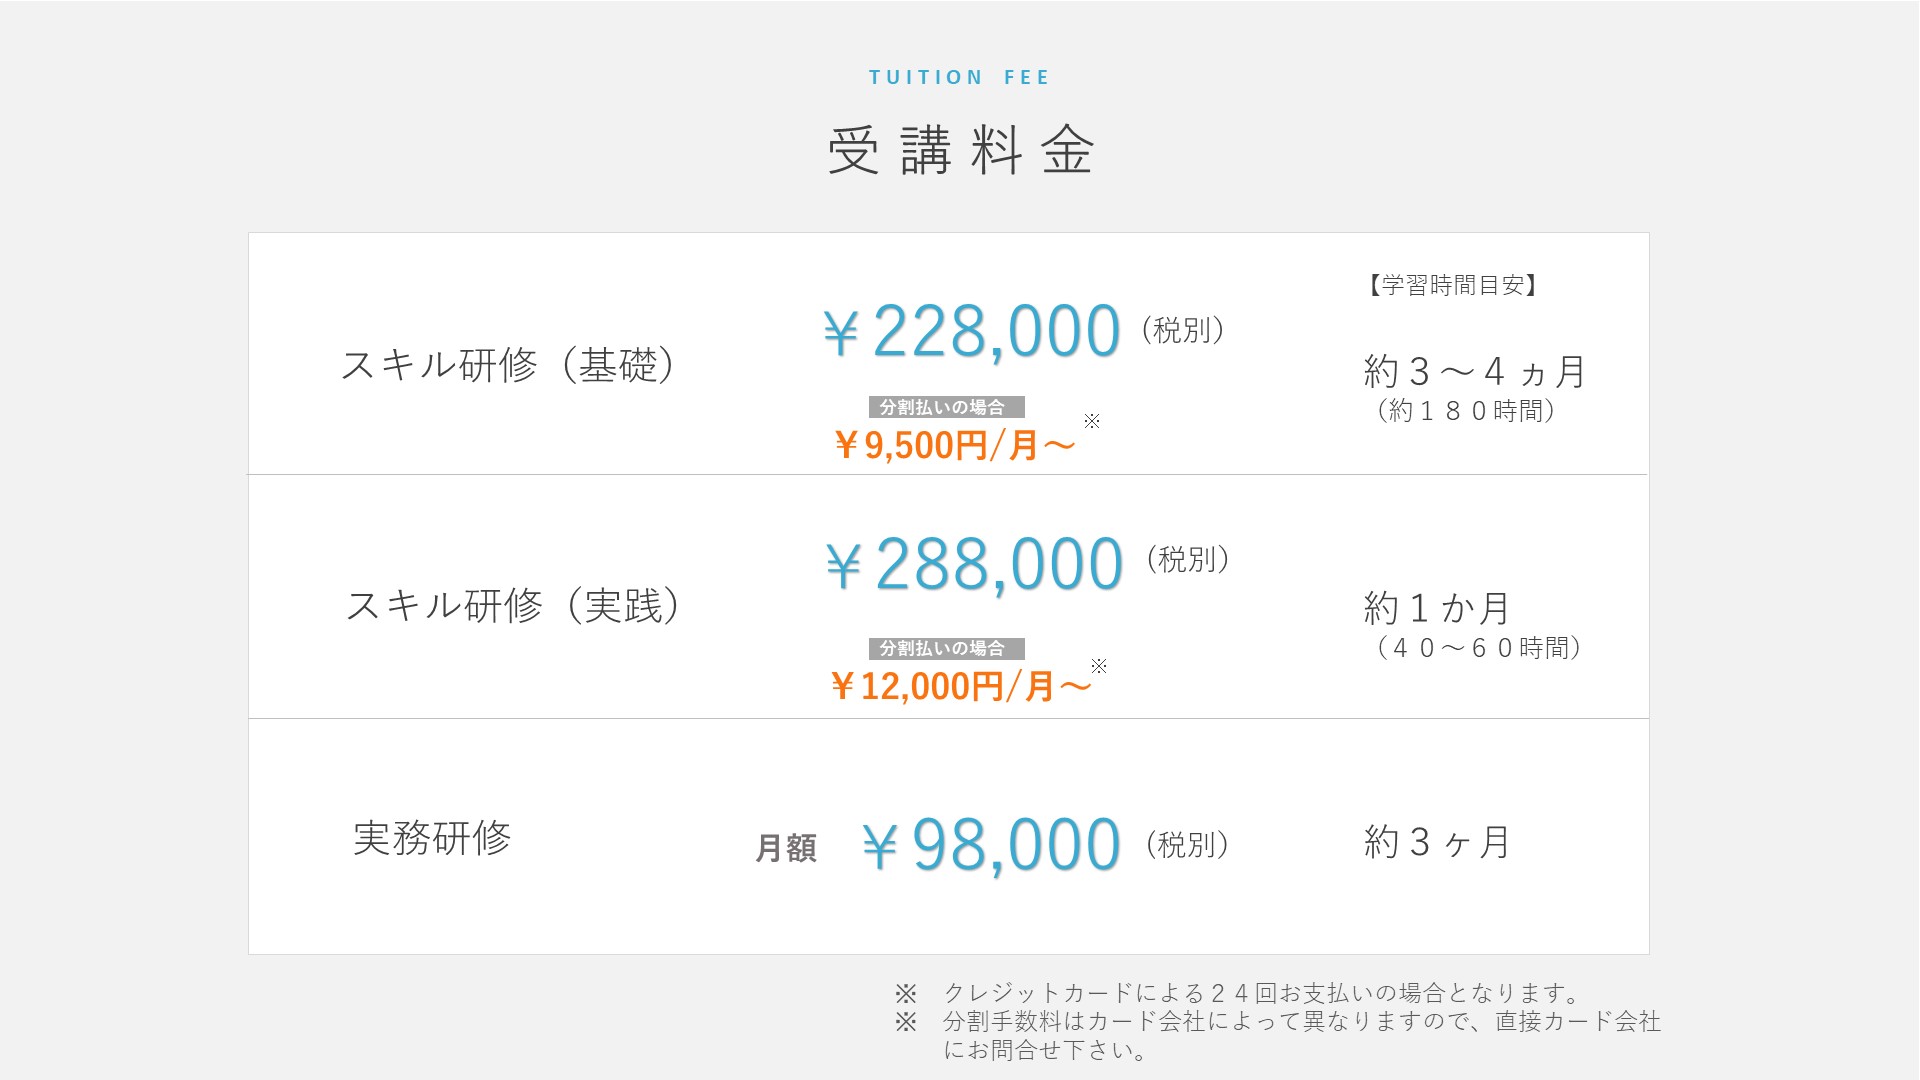 TUITION FEE
受講料金
【学習時間目安】
スキル研修（基礎）
￥228,000（税別）
約３～４ヵ月
（約１８０時間）
分割払いの場合
￥9,500円/月～※
スキル研修（実践）
￥288,000（税別）
約１か月
（４０～６０時間）
分割払いの場合
￥12,000円/月～※
実務研修
月額 ￥98,000（税別）
約３ヶ月
※　クレジットカードによる２４回お支払いの場合となります。
※　分割手数料はカード会社によって異なりますので、直接カード会社
にお問合せ下さい。